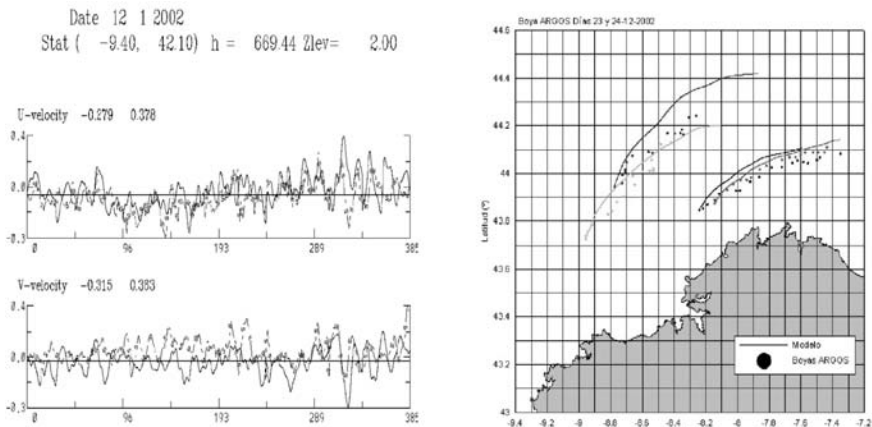 Date 12 1 2002
Stat ( -9.40, 42.10) h = 669.44 Zlev= 2.00
U-velocity -0.279 0.378
0.4
0.0
-0.3
0 96 193 289 385
V-velocity -0.315 0.383
0.4
0.0
-0.3
0 96 193 289 385
Boya ARGOS Días 23 y 24-12-2002
44.6
44.4
44.2
44
43.8
43.6
43.4
43.2
43
Latitud (º)
Modelo
Boyas ARGOS
-9.4 -9.2 -9 -8.8 -8.6 -8.4 -8.2 -8 -7.8 -7.6 -7.4 -7.2